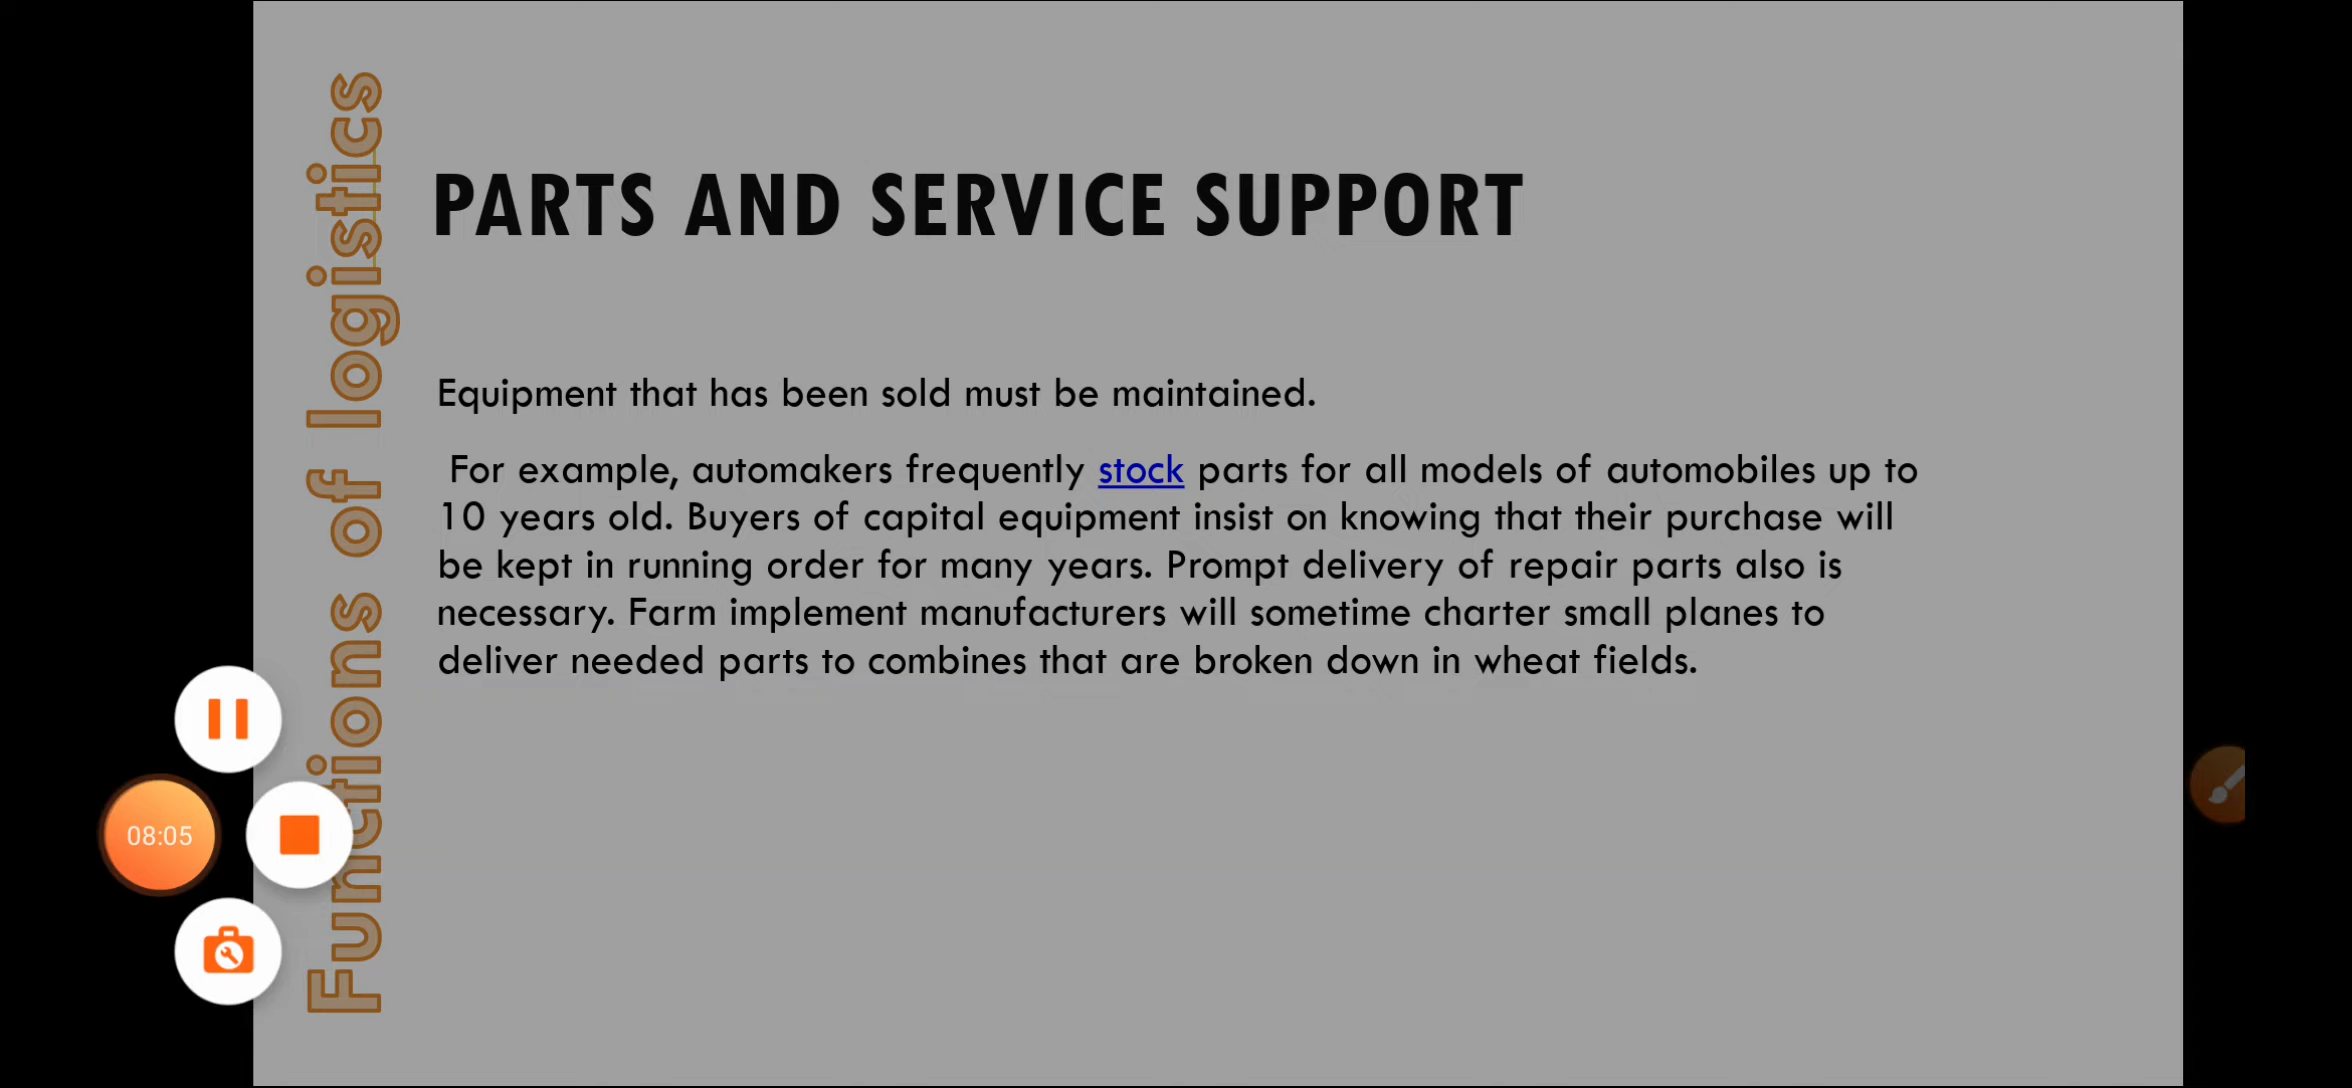 Functions of logistics
PARTS AND SERVICE SUPPORT
Equipment that has been sold must be maintained.
For example, automakers frequently stock parts for all models of automobiles up to
10 years old. Buyers of capital equipment insist on knowing that their purchase will
be kept in running order for many years. Prompt delivery of repair parts also is
necessary. Farm implement manufacturers will sometime charter small planes to
deliver needed parts to combines that are broken down in wheat fields.
08:05